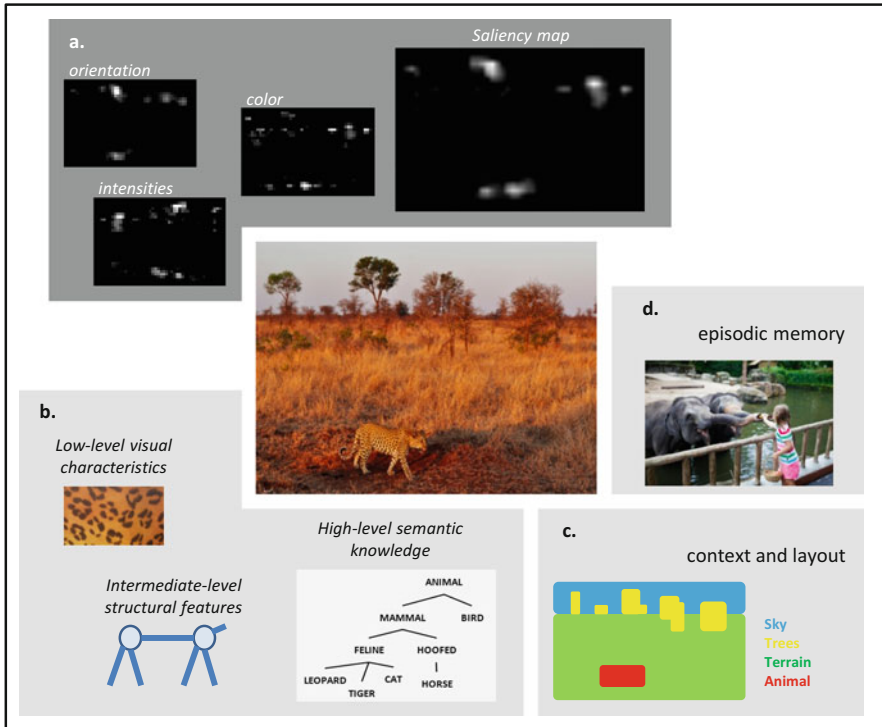 a.
Saliency map
orientation
color
intensities
d.
episodic memory
b.
Low-level visual
characteristics
High-level semantic
knowledge
Intermediate-level
structural features
ANIMAL
MAMMAL BIRD
FELINE HOOFED
LEOPARD CAT
TIGER HORSE
c.
context and layout
Sky
Trees
Terrain
Animal